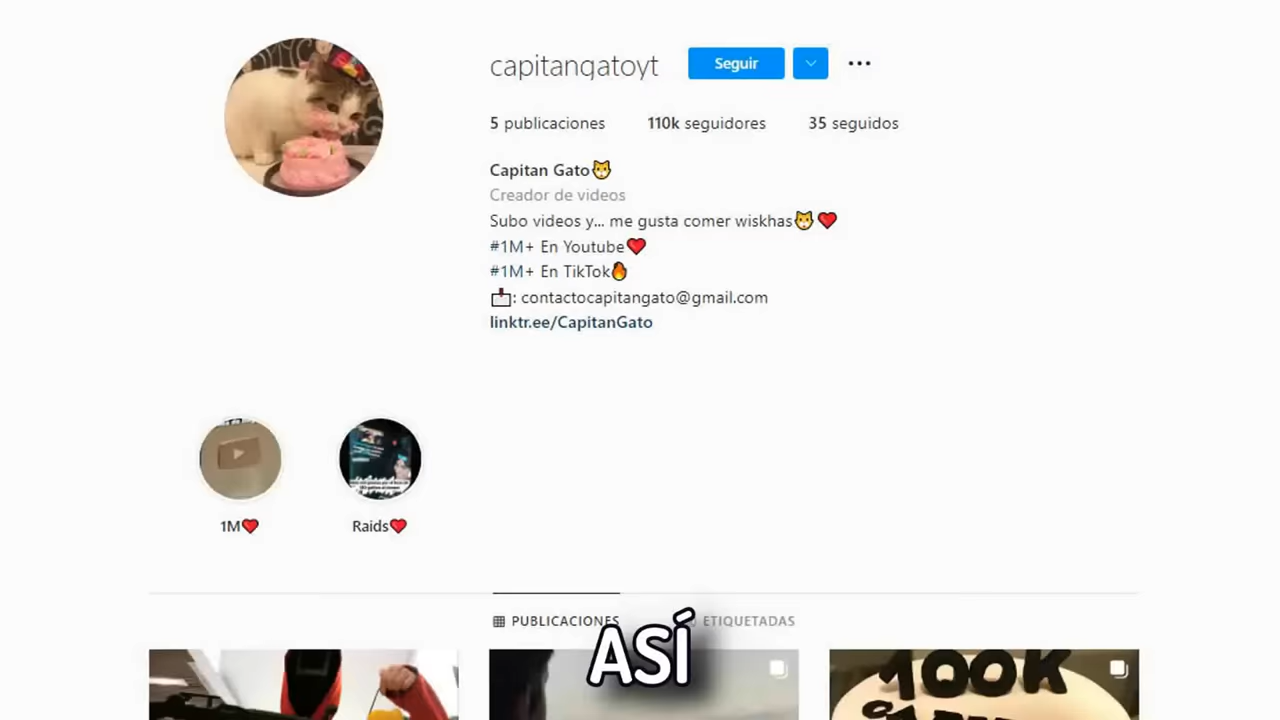 capitanqatoyt
Seguir
5 publicaciones
110k seguidores
35 seguidos
Capitan Gato🐱
Creador de videos
Subo videos y... me gusta comer wiskhas🐱❤️
#1M+ En Youtube❤️
#1M+ En TikTok🔥
📩: contactocapitangato@gmail.com
linktr.ee/CapitanGato
1M❤️
Raids❤️
PUBLICACIONES
ETIQUETADAS
ASÍ
100K